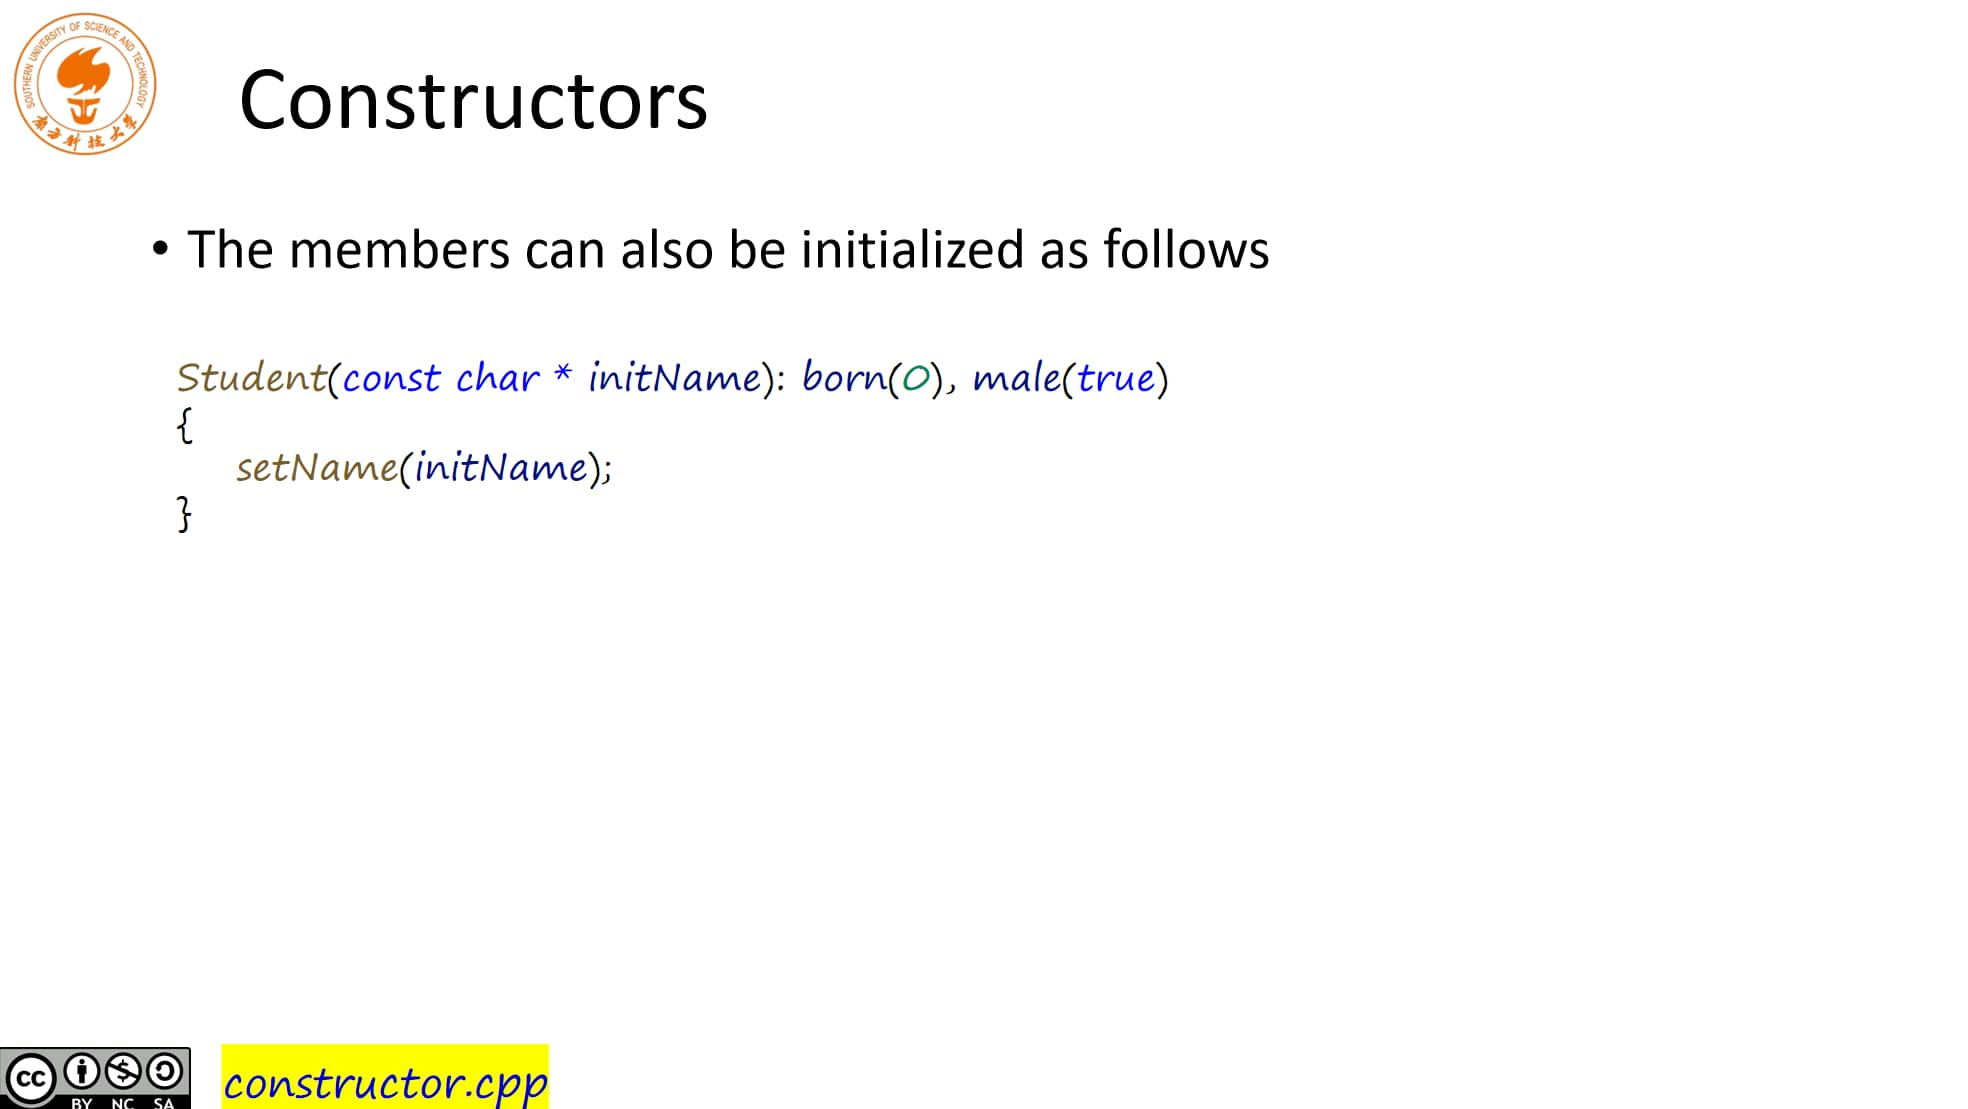 SOUTHERN UNIVERSITY OF SCIENCE AND TECHNOLOGY
南方科技大学
Constructors
• The members can also be initialized as follows
Student(const char * initName): born(0), male(true)
{
setName(initName);
}
cc
BY NC SA
constructor.cpp